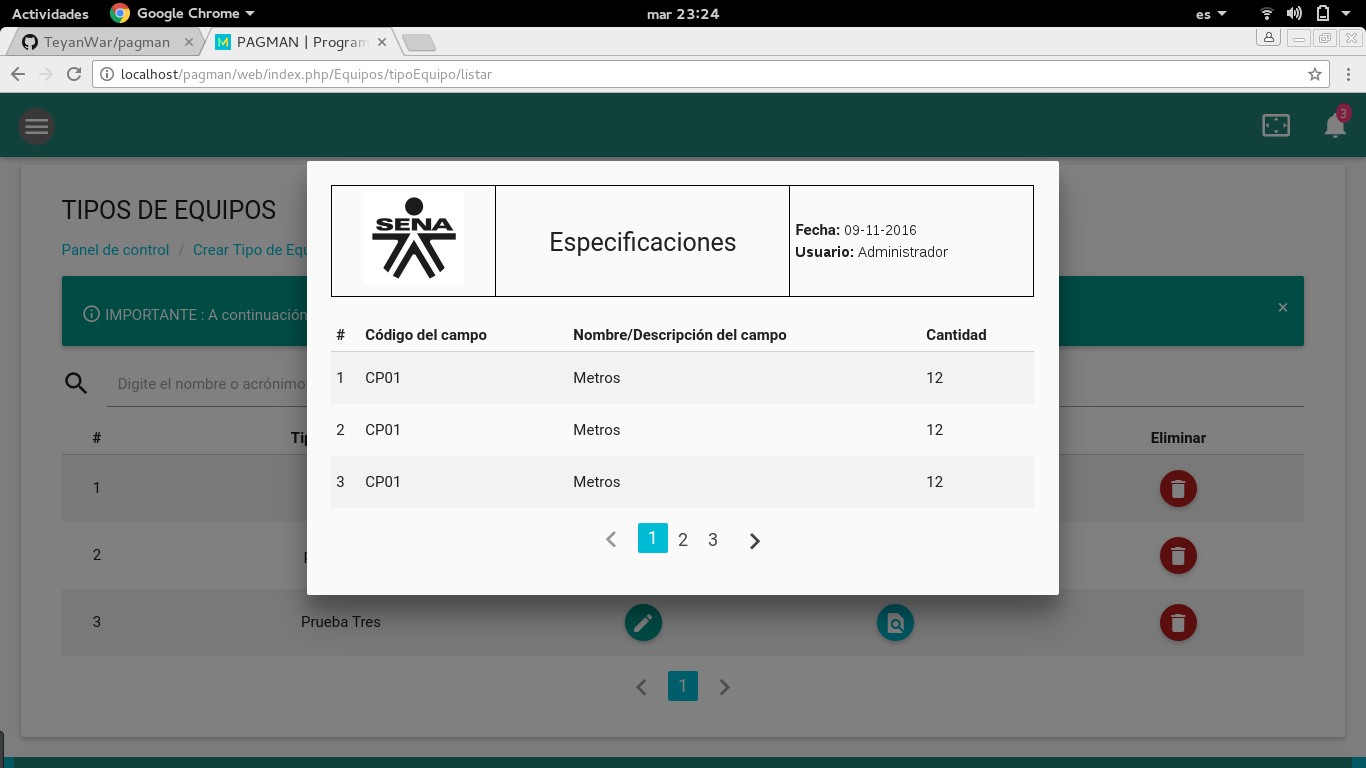 Actividades Google Chrome mar 23:24 es
TeyanWar/pagman PAGMAN | Program
localhost/pagman/web/index.php/Equipos/tipoEquipo/listar
3
TIPOS DE EQUIPOS
Panel de control / Crear Tipo de Equ
IMPORTANTE : A continuación
Digite el nombre o acrónimo
SENA
Especificaciones
Fecha: 09-11-2016
Usuario: Administrador
# Código del campo Nombre/Descripción del campo Cantidad
1 CP01 Metros 12
2 CP01 Metros 12
3 CP01 Metros 12
1 2 3
# Tip Eliminar
1
2
3 Prueba Tres
1